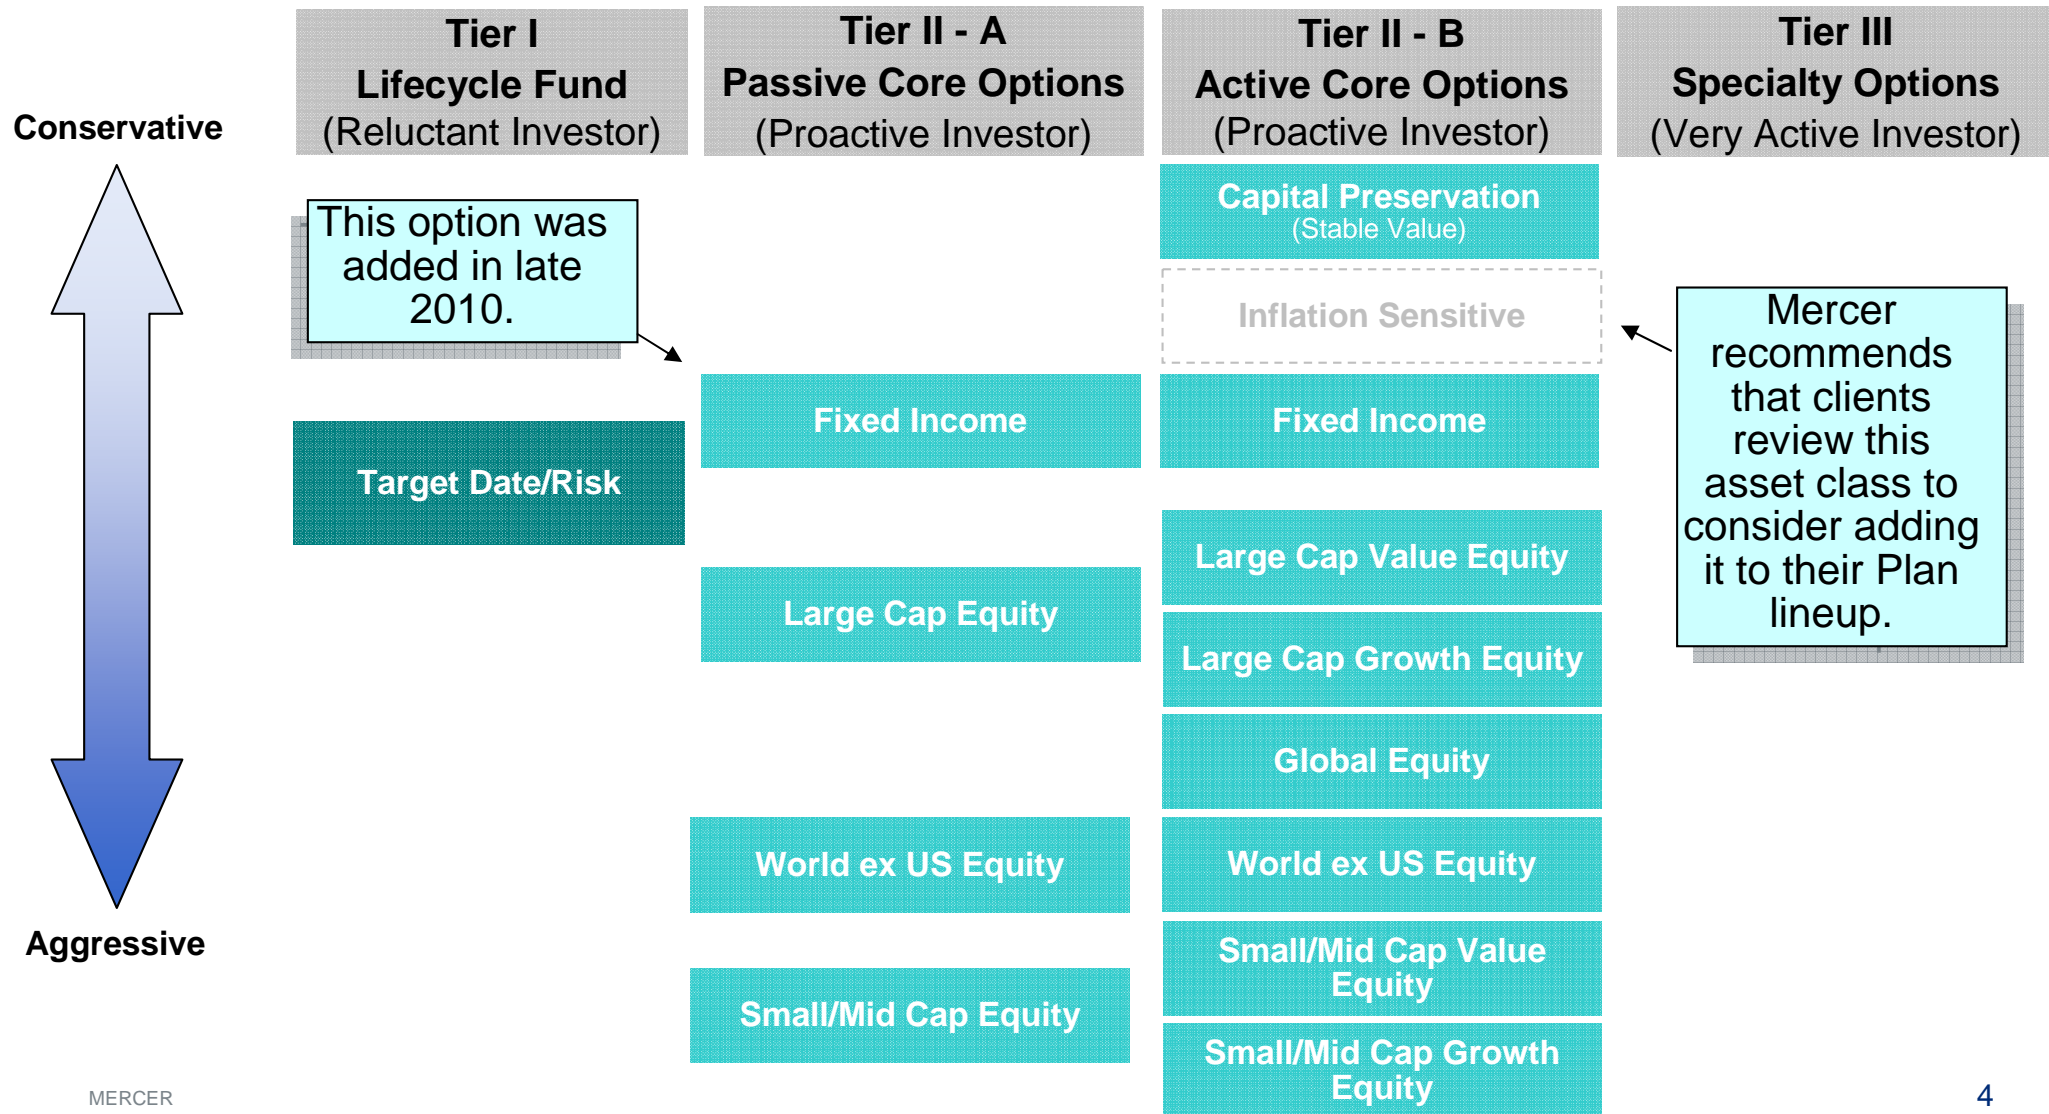 Tier I
Lifecycle Fund
(Reluctant Investor)
Tier II - A
Passive Core Options
(Proactive Investor)
Tier II - B
Active Core Options
(Proactive Investor)
Tier III
Specialty Options
(Very Active Investor)
Conservative
Aggressive
This option was
added in late
2010.
Target Date/Risk
Fixed Income
Large Cap Equity
World ex US Equity
Small/Mid Cap Equity
Capital Preservation
(Stable Value)
Inflation Sensitive
Fixed Income
Large Cap Value Equity
Large Cap Growth Equity
Global Equity
World ex US Equity
Small/Mid Cap Value
Equity
Small/Mid Cap Growth
Equity
Mercer
recommends
that clients
review this
asset class to
consider adding
it to their Plan
lineup.
MERCER
4